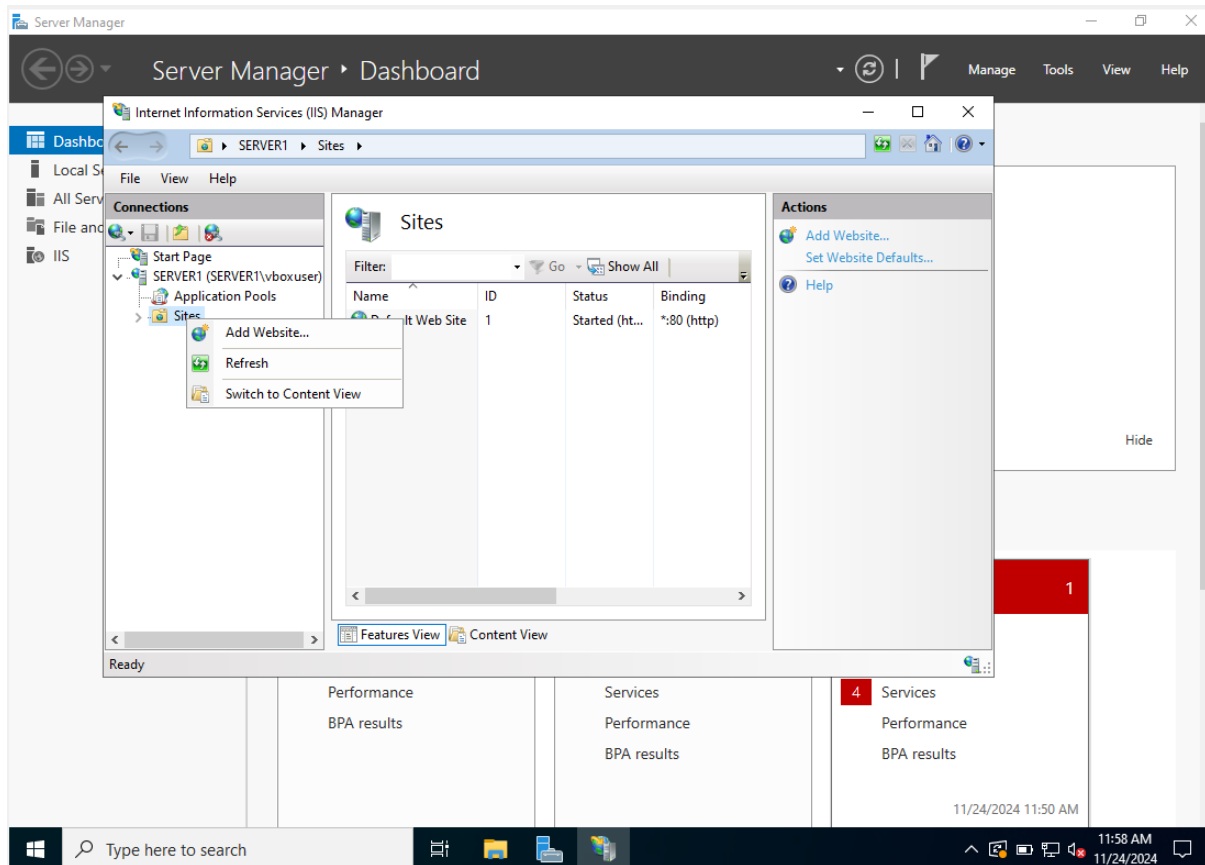 Server Manager
Server Manager • Dashboard
Manage Tools View Help
Internet Information Services (IIS) Manager
SERVER1 Sites
File View Help
Dashbo
Local Se
All Serv
File and
IIS
Connections
Start Page
SERVER1 (SERVER1\vboxuser)
Application Pools
Sites
Add Website...
Refresh
Switch to Content View
Sites
Filter: Go Show All
Name ID Status Binding
Default Web Site 1 Started (ht... *:80 (http)
Features View Content View
Actions
Add Website...
Set Website Defaults...
Help
Ready
Hide
1
Performance
BPA results
Services
Performance
BPA results
4 Services
Performance
BPA results
11/24/2024 11:50 AM
Type here to search
11:58 AM
11/24/2024